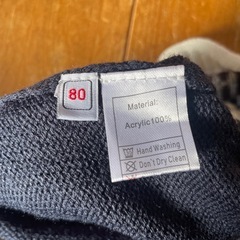 80
Material:
Acrylic100%
Hand Washing
Don't Dry Clean